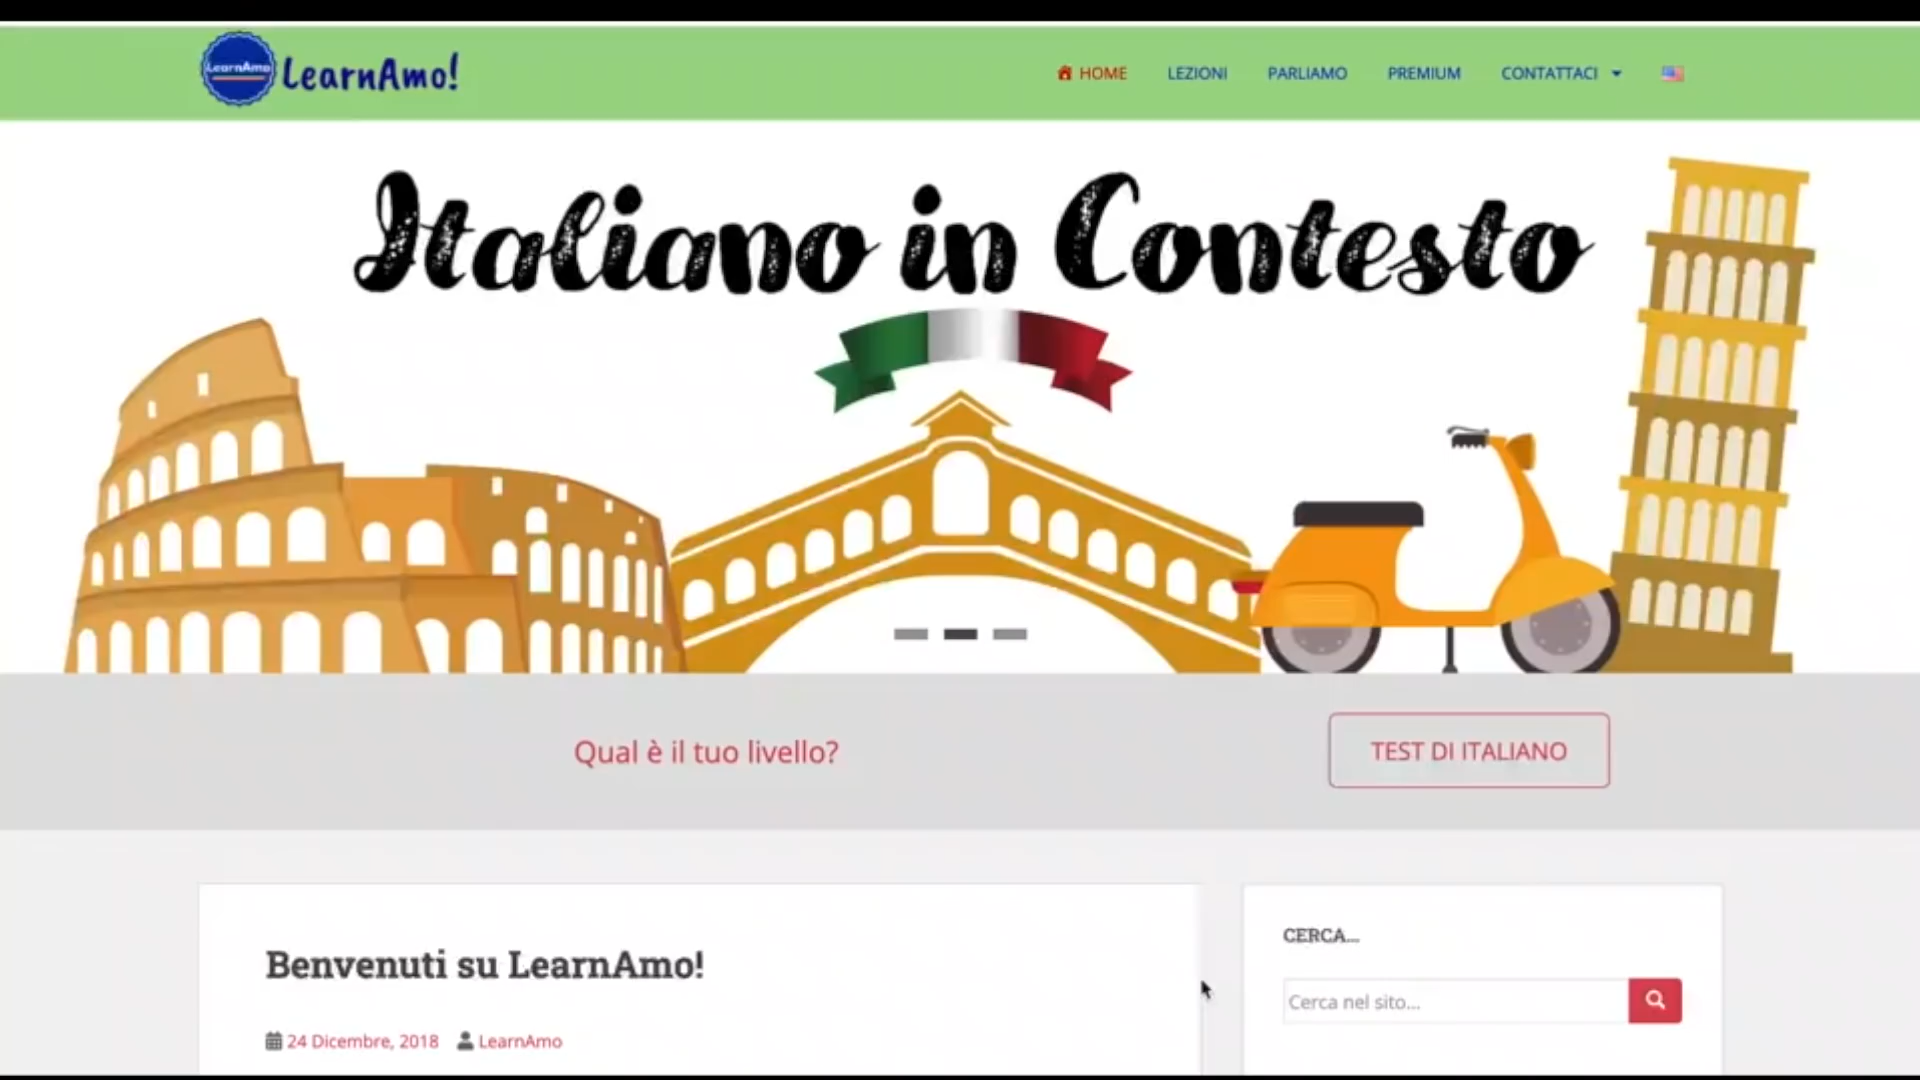 LearnAmo
LearnAmo!
HOME
LEZIONI
PARLIAMO
PREMIUM
CONTATTACI
Italiano in Contesto
Qual è il tuo livello?
TEST DI ITALIANO
Benvenuti su LearnAmo!
24 Dicembre, 2018
LearnAmo
CERCA...
Cerca nel sito...